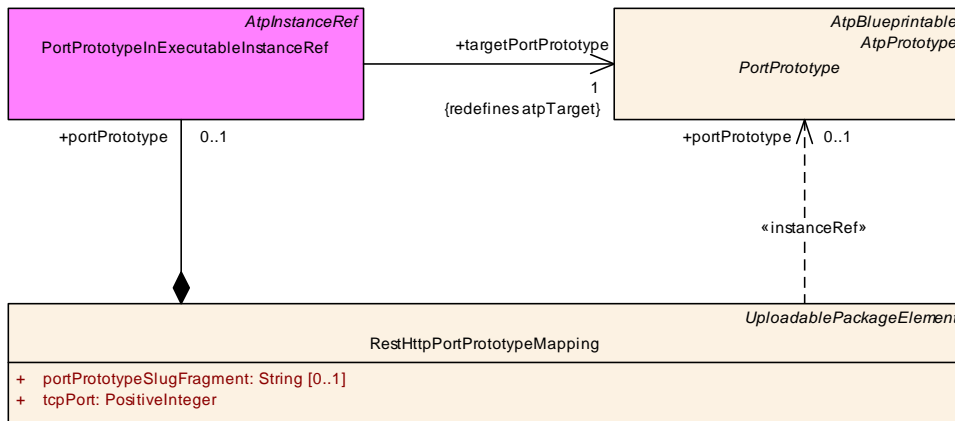 AtpInstanceRef
PortPrototypeInExecutableInstanceRef
+targetPortPrototype
1
{redefines atpTarget}
AtpBlueprintable
AtpPrototype
PortPrototype
+portPrototype 0..1
+portPrototype 0..1
«instanceRef»
UploadablePackageElement
RestHttpPortPrototypeMapping
+ portPrototypeSlugFragment: String [0..1]
+ tcpPort: PositiveInteger